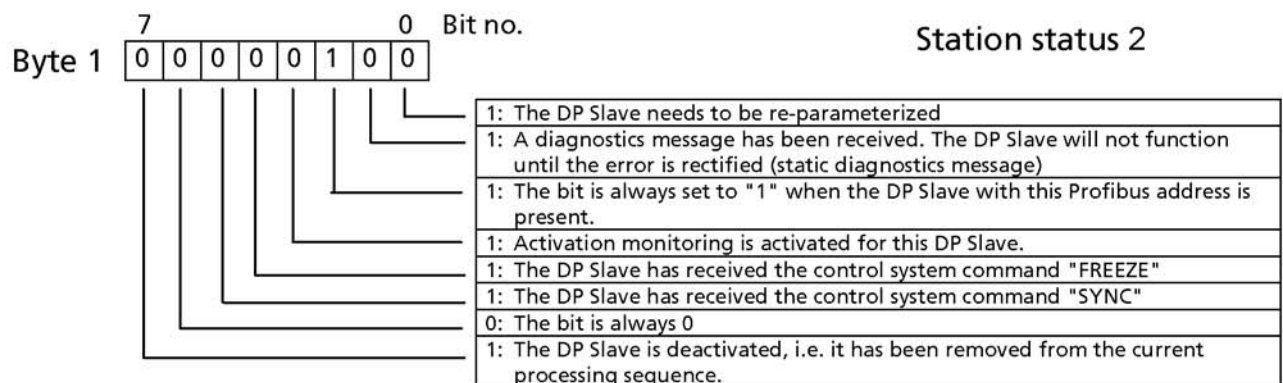 7 0 Bit no.
Station status 2
Byte 1 0 0 0 0 0 1 0 0
1: The DP Slave needs to be re-parameterized
1: A diagnostics message has been received. The DP Slave will not function
until the error is rectified (static diagnostics message)
1: The bit is always set to "1" when the DP Slave with this Profibus address is
present.
1: Activation monitoring is activated for this DP Slave.
1: The DP Slave has received the control system command "FREEZE"
1: The DP Slave has received the control system command "SYNC"
0: The bit is always 0
1: The DP Slave is deactivated, i.e. it has been removed from the current
processing sequence.